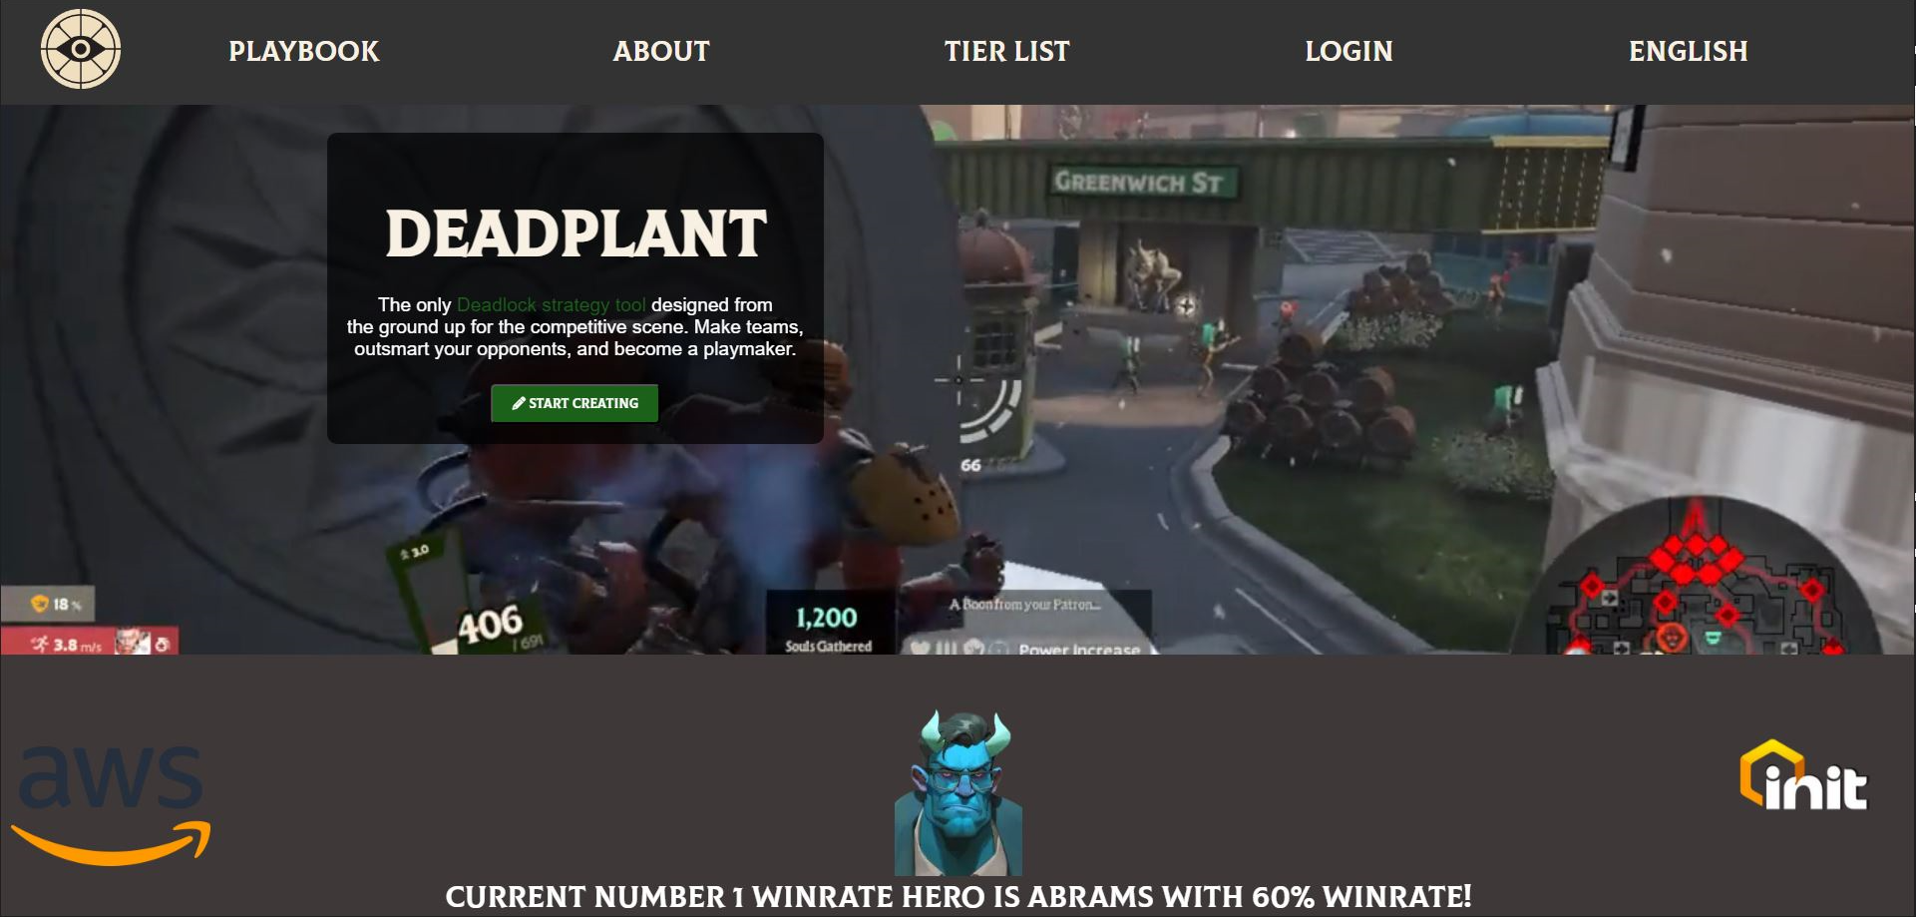 PLAYBOOK
ABOUT
TIER LIST
LOGIN
ENGLISH
GREENWICH ST
DEADPLANT
The only Deadlock strategy tool designed from
the ground up for the competitive scene. Make teams,
outsmart your opponents, and become a playmaker.
START CREATING
66
3.0
18 %
406
/ 691
1,200
Souls Gathered
A Boon from your Patron...
3.8 m/s
Power Increase
aws
init
CURRENT NUMBER 1 WINRATE HERO IS ABRAMS WITH 60% WINRATE!